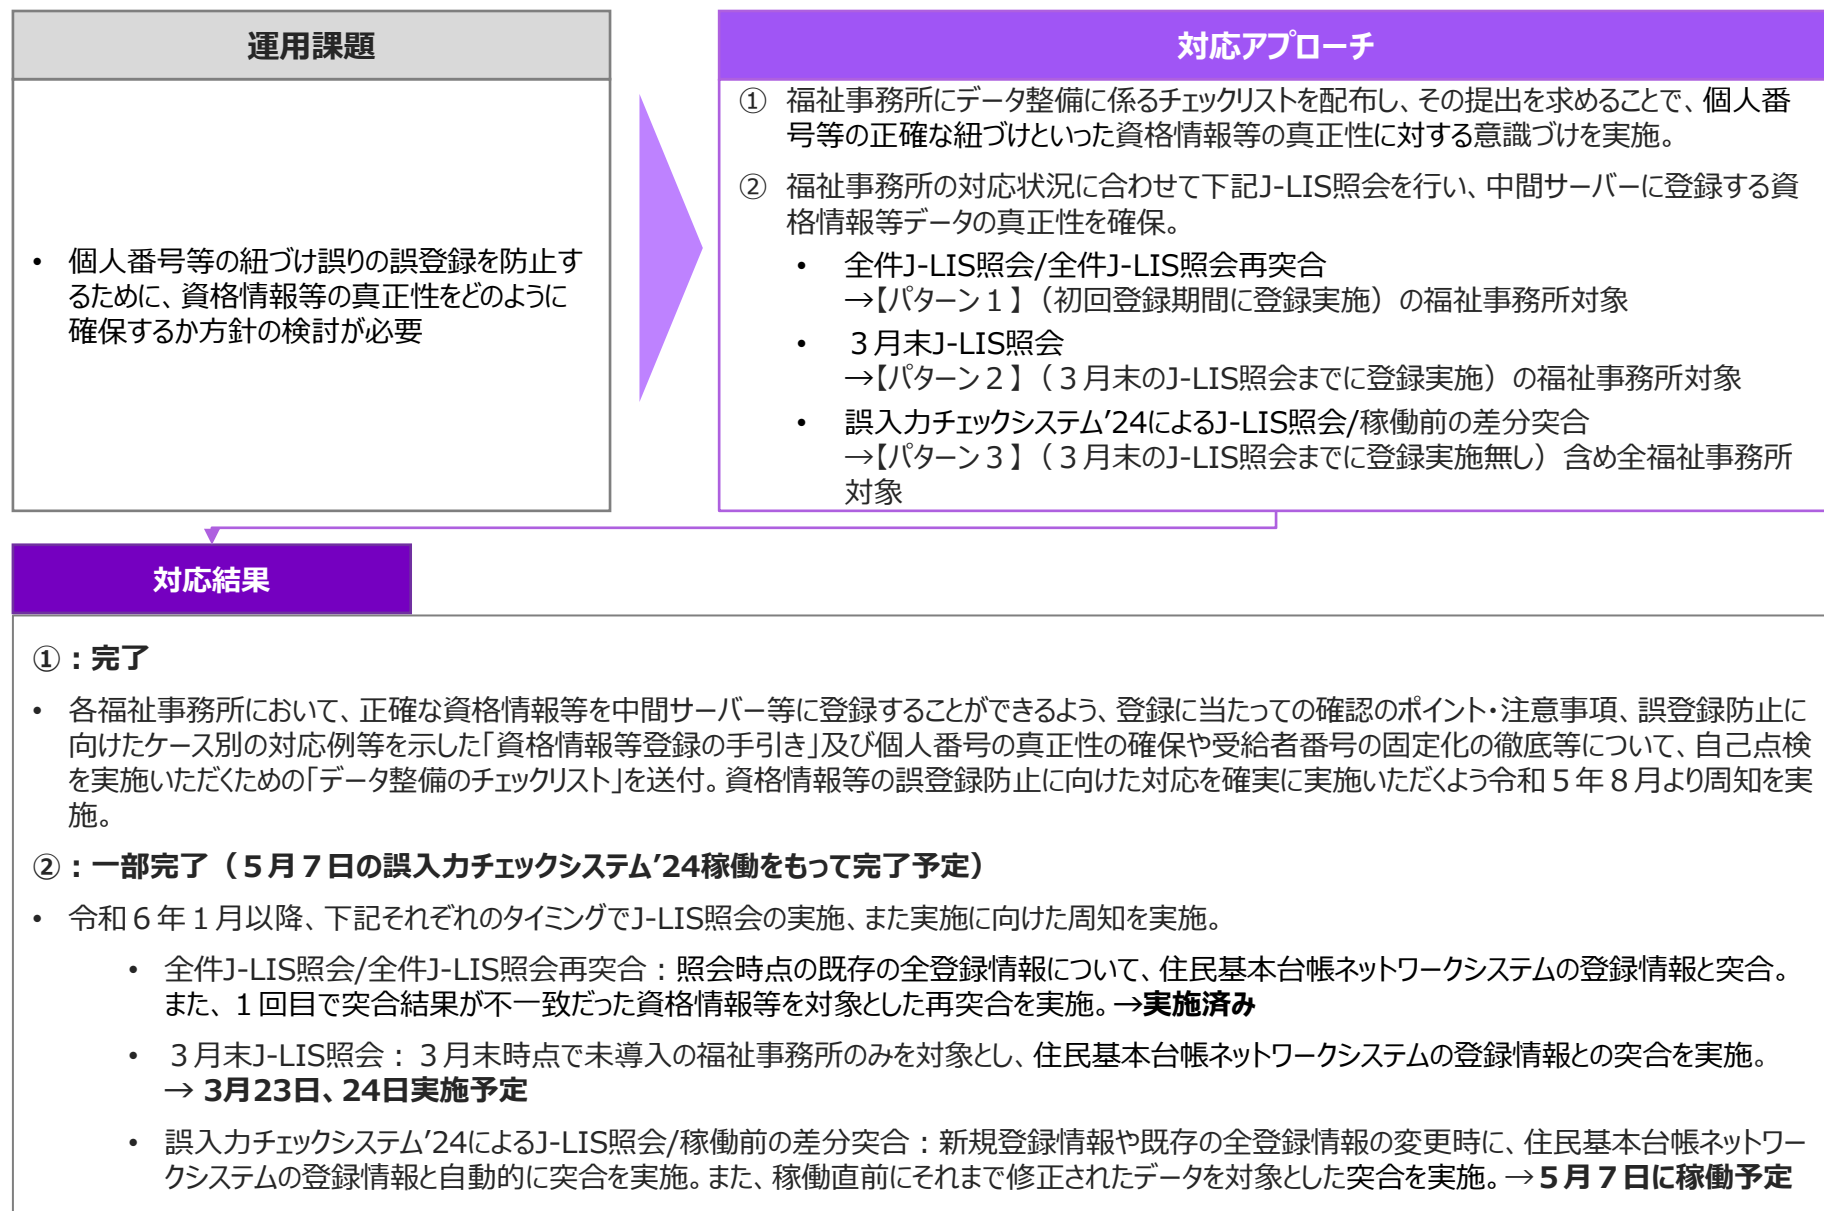 運用課題
• 個人番号等の紐づけ誤りの誤登録を防止す
るために、資格情報等の真正性をどのように
確保するか方針の検討が必要
対応アプローチ
① 福祉事務所にデータ整備に係るチェックリストを配布し、その提出を求めることで、個人番
号等の正確な紐づけといった資格情報等の真正性に対する意識づけを実施。
② 福祉事務所の対応状況に合わせて下記J-LIS照会を行い、中間サーバーに登録する資
格情報等データの真正性を確保。
• 全件J-LIS照会/全件J-LIS照会再突合
→【パターン１】（初回登録期間に登録実施）の福祉事務所対象
• ３月末J-LIS照会
→【パターン２】（３月末のJ-LIS照会までに登録実施）の福祉事務所対象
• 誤入力チェックシステム’24によるJ-LIS照会/稼働前の差分突合
→【パターン３】（３月末のJ-LIS照会までに登録実施無し）含め全福祉事務所
対象
対応結果
①：完了
• 各福祉事務所において、正確な資格情報等を中間サーバー等に登録することができるよう、登録に当たっての確認のポイント・注意事項、誤登録防止に
向けたケース別の対応例等を示した「資格情報等登録の手引き」及び個人番号の真正性の確保や受給者番号の固定化の徹底等について、自己点検
を実施いただくための「データ整備のチェックリスト」を送付。資格情報等の誤登録防止に向けた対応を確実に実施いただくよう令和５年８月より周知を実
施。
②：一部完了（５月７日の誤入力チェックシステム’24稼働をもって完了予定）
• 令和６年１月以降、下記それぞれのタイミングでJ-LIS照会の実施、また実施に向けた周知を実施。
• 全件J-LIS照会/全件J-LIS照会再突合：照会時点の既存の全登録情報について、住民基本台帳ネットワークシステムの登録情報と突合。
また、１回目で突合結果が不一致だった資格情報等を対象とした再突合を実施。→実施済み
• ３月末J-LIS照会：３月末時点で未導入の福祉事務所のみを対象とし、住民基本台帳ネットワークシステムの登録情報との突合を実施。
→ 3月23日、24日実施予定
• 誤入力チェックシステム’24によるJ-LIS照会/稼働前の差分突合：新規登録情報や既存の全登録情報の変更時に、住民基本台帳ネットワー
クシステムの登録情報と自動的に突合を実施。また、稼働直前にそれまで修正されたデータを対象とした突合を実施。→５月７日に稼働予定